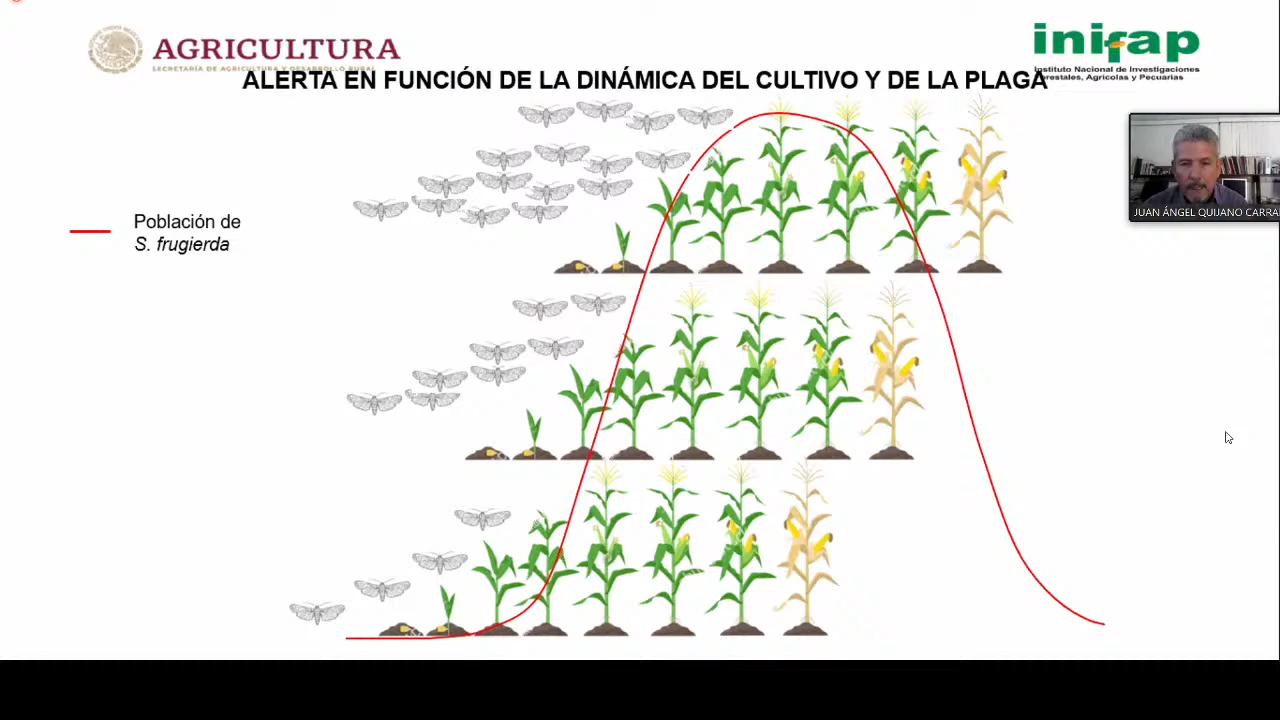 AGRICULTURA
SECRETARÍA DE AGRICULTURA Y DESARROLLO RURAL
inifap
Instituto Nacional de Investigaciones
Forestales, Agrícolas y Pecuarias
ALERTA EN FUNCIÓN DE LA DINÁMICA DEL CULTIVO Y DE LA PLAGA
JUAN ÁNGEL QUIJANO CARRA
Población de
S. frugierda